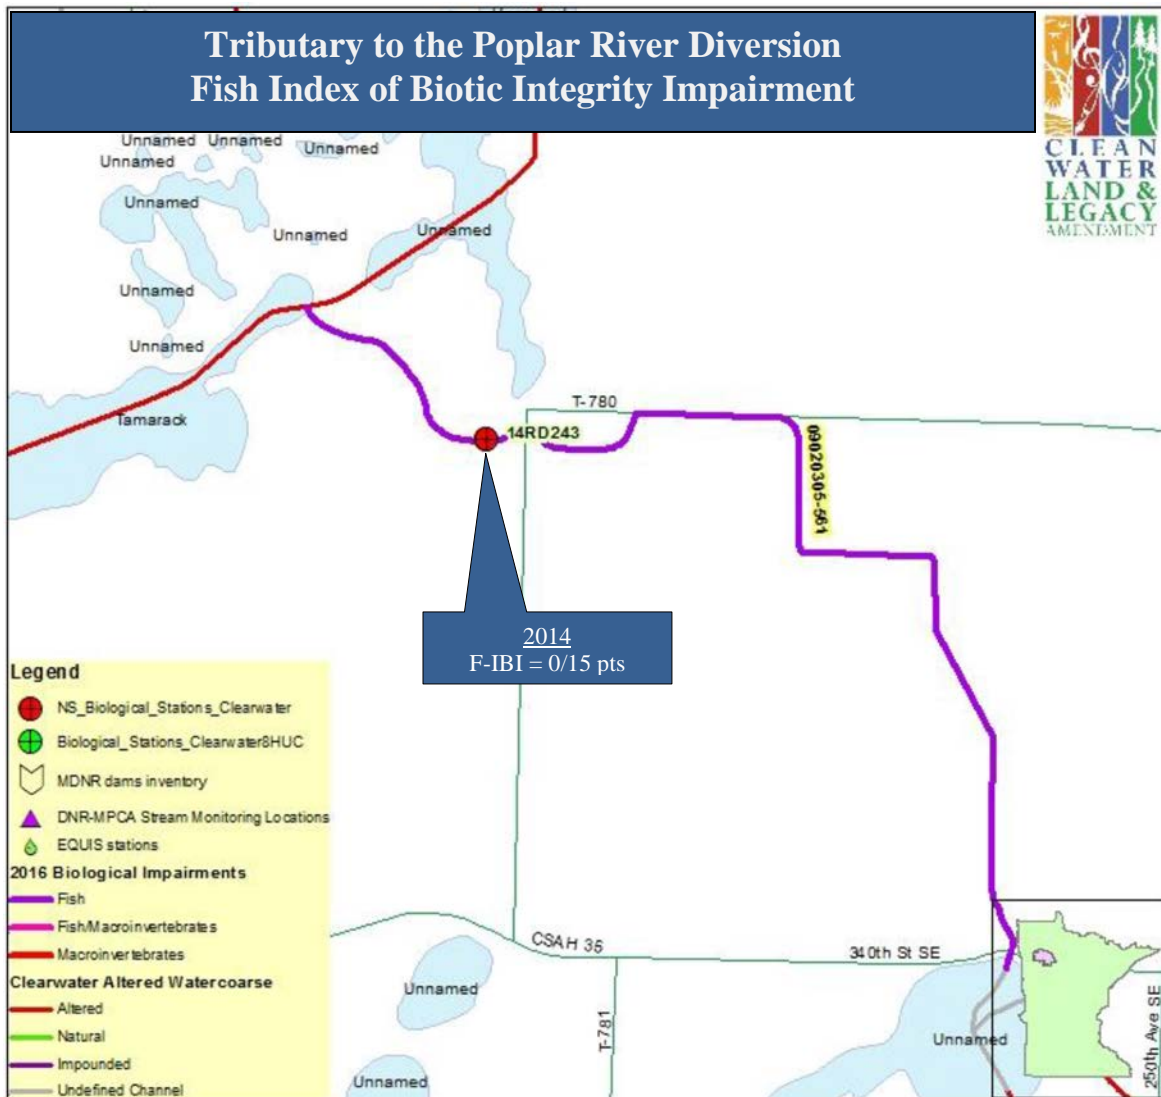 Tributary to the Poplar River Diversion
Fish Index of Biotic Integrity Impairment
CLEAN
WATER
LAND &
LEGACY
AMENDMENT
Unnamed
Unnamed
Unnamed
Unnamed
Unnamed
Unnamed
Unnamed
Unnamed
Unnamed
Tamarack
T-780
14RD243
09020305-561
2014
F-IBI = 0/15 pts
Legend
NS_Biological_Stations_Clearwater
Biological_Stations_Clearwater8HUC
MDNR dams inventory
DNR-MPCA Stream Monitoring Locations
EQUIS stations
2016 Biological Impairments
Fish
Fish/Macroinvertebrates
Macroinvertebrates
Clearwater Altered Watercoarse
Altered
Natural
Impounded
Undefined Channel
CSAH 35
340th St SE
Unnamed
T-781
Unnamed
250th Ave SE
Unnamed